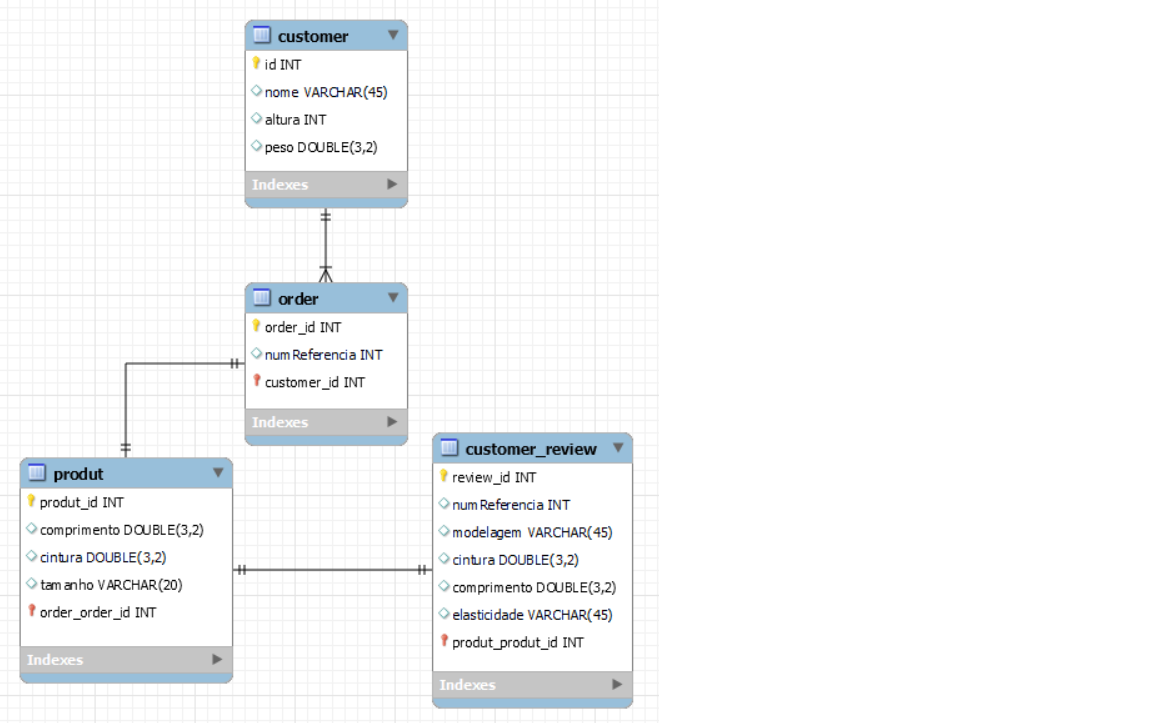 customer
id INT
nome VARCHAR(45)
altura INT
peso DOUBLE(3,2)
Indexes
order
order_id INT
numReferencia INT
customer_id INT
Indexes
produt
produt_id INT
comprimento DOUBLE(3,2)
cintura DOUBLE(3,2)
tamanho VARCHAR(20)
order_order_id INT
Indexes
customer_review
review_id INT
numReferencia INT
modelagem VARCHAR(45)
cintura DOUBLE(3,2)
comprimento DOUBLE(3,2)
elasticidade VARCHAR(45)
produt_produt_id INT
Indexes